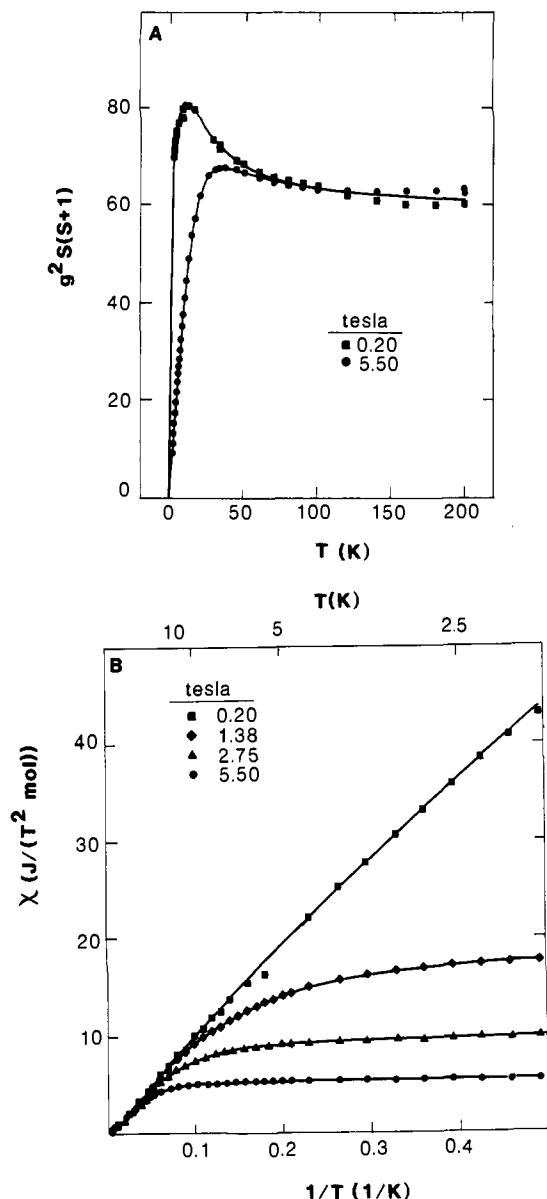 A
g² S(S+1)
80
60
40
20
0
tesla
■ 0.20
● 5.50
0 50 100 150 200
T (K)
T(K)
10 5 2.5
B
tesla
■ 0.20
◆ 1.38
▲ 2.75
● 5.50
χ (J/(T² mol))
40
30
20
10
0.1 0.2 0.3 0.4
1/T (1/K)